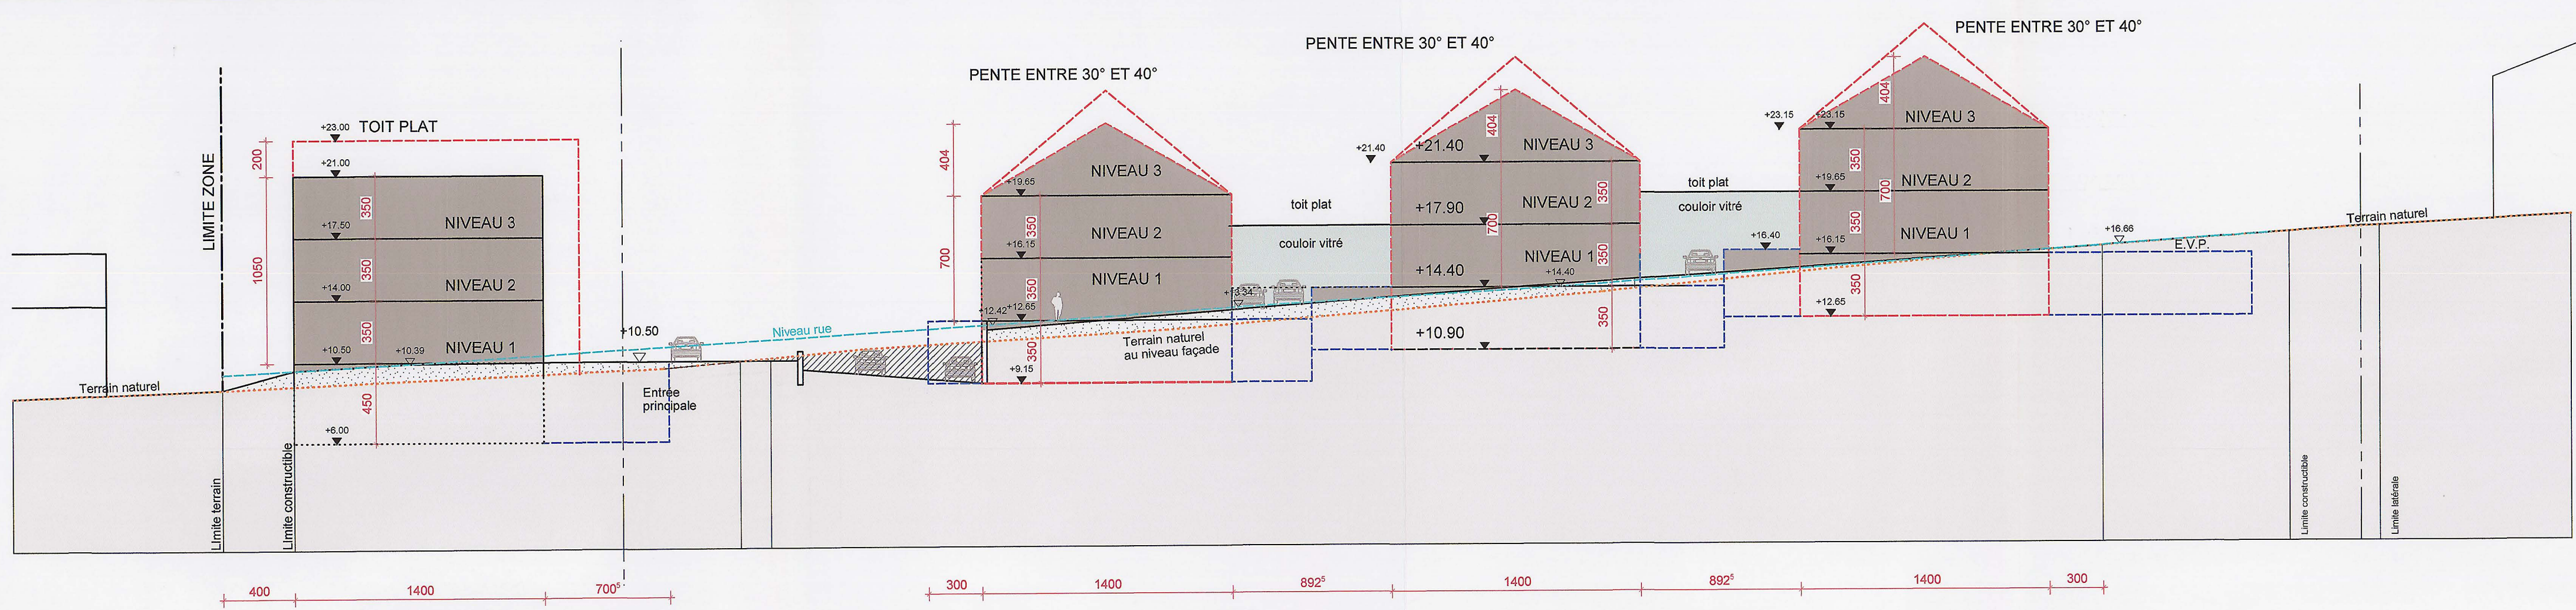 PENTE ENTRE 30° ET 40°
PENTE ENTRE 30° ET 40°
PENTE ENTRE 30° ET 40°
LIMITE ZONE
+23.00
TOIT PLAT
200
+21.00
1050
350
+17.50
NIVEAU 3
350
+14.00
NIVEAU 2
350
+10.50
+10.39
NIVEAU 1
450
+6.00
Terrain naturel
LImite terrain
LImite constructible
+10.50
Entrée
principale
Niveau rue
404
700
NIVEAU 3
+19.65
350
NIVEAU 2
+16.15
NIVEAU 1
350
+12.42
+12.65
350
+9.15
Terrain naturel
au niveau façade
toit plat
couloir vitré
+13.34
+21.40
404
+21.40
NIVEAU 3
350
+17.90
NIVEAU 2
700
+14.40
NIVEAU 1
350
+14.40
350
+10.90
toit plat
couloir vitré
+16.40
+23.15
404
+23.15
NIVEAU 3
350
700
+19.65
NIVEAU 2
350
+16.15
NIVEAU 1
350
+12.65
+16.66
E.V.P.
Terrain naturel
Limite constructible
Limite latérale
400
1400
700⁵
300
1400
892⁵
1400
892⁵
1400
300